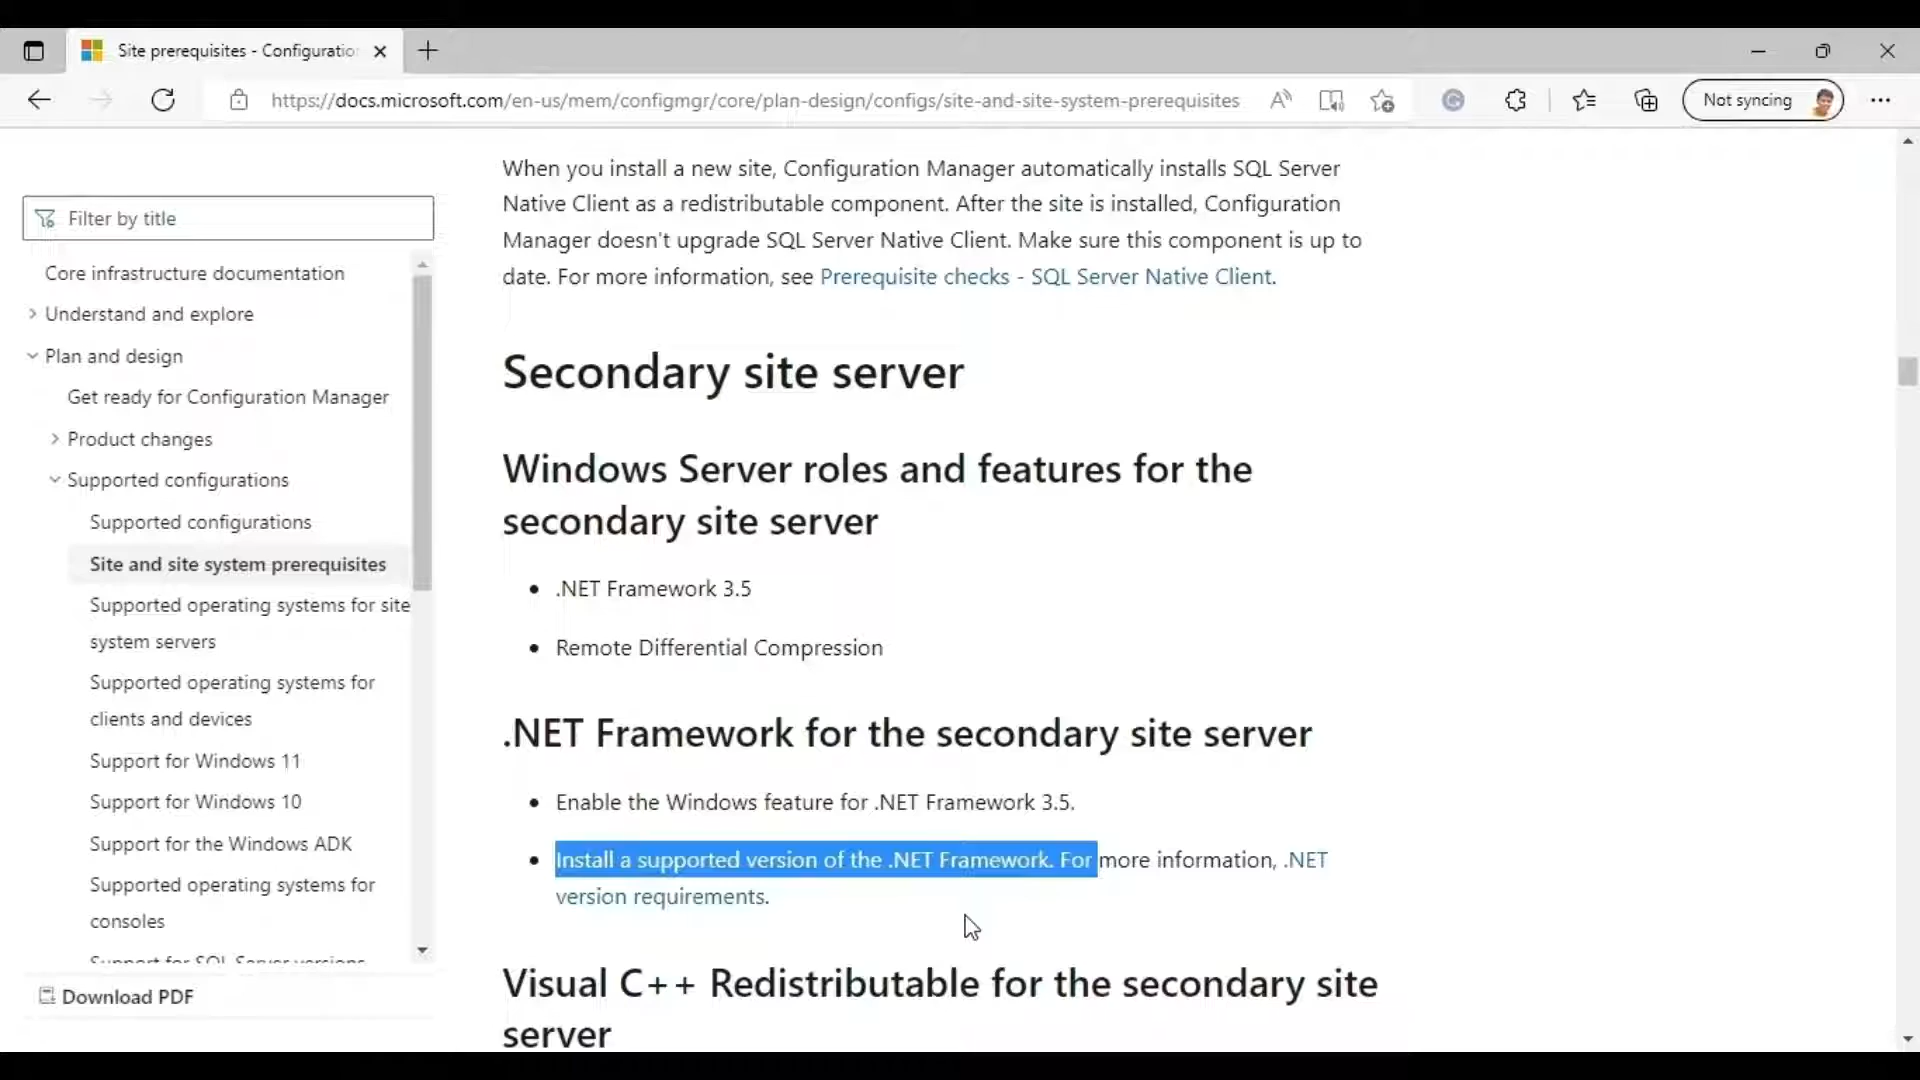 Site prerequisites - Configuratio
https://docs.microsoft.com/en-us/mem/configmgr/core/plan-design/configs/site-and-site-system-prerequisites
Not syncing
Filter by title
Core infrastructure documentation
Understand and explore
Plan and design
Get ready for Configuration Manager
Product changes
Supported configurations
Supported configurations
Site and site system prerequisites
Supported operating systems for site
system servers
Supported operating systems for
clients and devices
Support for Windows 11
Support for Windows 10
Support for the Windows ADK
Supported operating systems for
consoles
Support for SQL Server versions
Download PDF
When you install a new site, Configuration Manager automatically installs SQL Server
Native Client as a redistributable component. After the site is installed, Configuration
Manager doesn't upgrade SQL Server Native Client. Make sure this component is up to
date. For more information, see Prerequisite checks - SQL Server Native Client.
Secondary site server
Windows Server roles and features for the
secondary site server
• .NET Framework 3.5
• Remote Differential Compression
.NET Framework for the secondary site server
• Enable the Windows feature for .NET Framework 3.5.
• Install a supported version of the .NET Framework. For more information, .NET
version requirements.
Visual C++ Redistributable for the secondary site
server